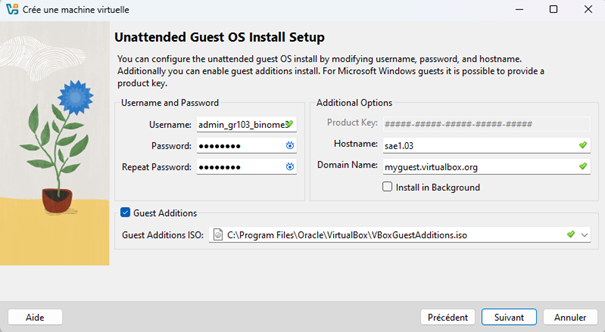 Crée une machine virtuelle
Unattended Guest OS Install Setup
You can configure the unattended guest OS install by modifying username, password, and hostname.
Additionally you can enable guest additions install. For Microsoft Windows guests it is possible to provide a
product key.
Username and Password
Username: admin_gr103_binome3
Password: ●●●●●●●●
Repeat Password: ●●●●●●●●
Additional Options
Product Key: #####-#####-#####-#####-#####
Hostname: sae1.03
Domain Name: myguest.virtualbox.org
Install in Background
Guest Additions
Guest Additions ISO: C:\Program Files\Oracle\VirtualBox\VBoxGuestAdditions.iso
Aide
Précédent
Suivant
Annuler